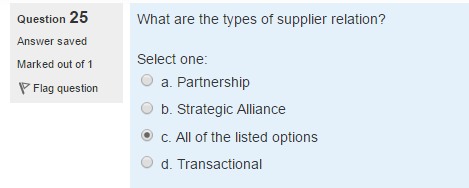 Question 25
Answer saved
Marked out of 1
Flag question
What are the types of supplier relation?
Select one:
a. Partnership
b. Strategic Alliance
c. All of the listed options
d. Transactional